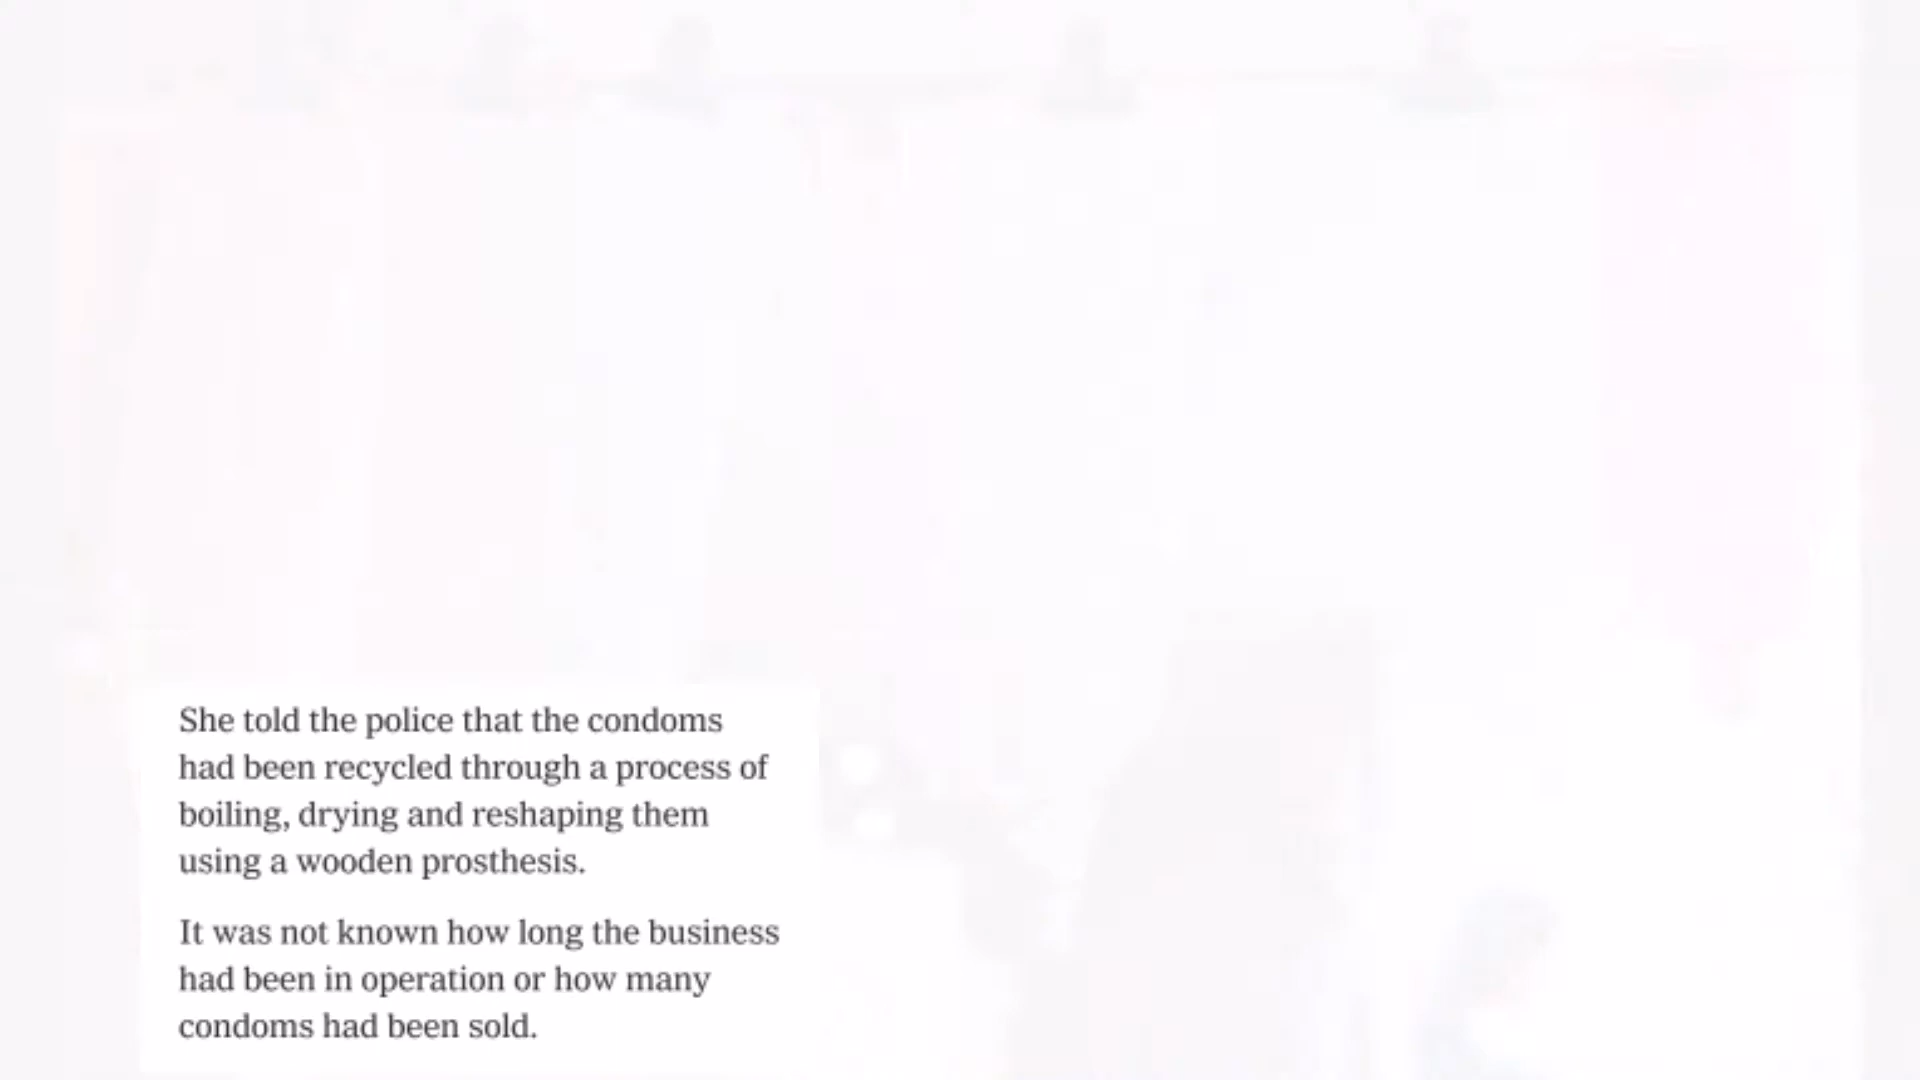 She told the police that the condoms
had been recycled through a process of
boiling, drying and reshaping them
using a wooden prosthesis.
It was not known how long the business
had been in operation or how many
condoms had been sold.